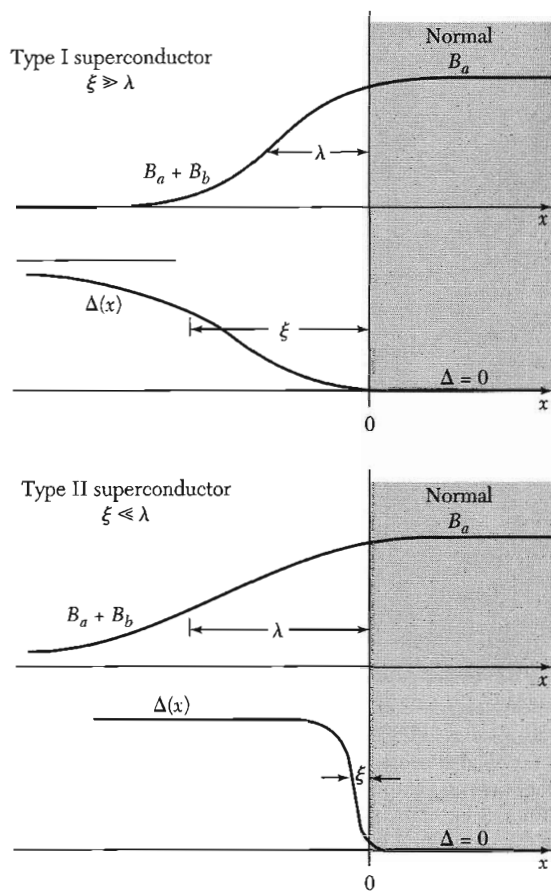 Type I superconductor
ξ ≫ λ
Normal
B_a
B_a + B_b
λ
x
Δ(x)
ξ
Δ = 0
x
0
Type II superconductor
ξ ≪ λ
Normal
B_a
B_a + B_b
λ
x
Δ(x)
ξ
Δ = 0
x
0